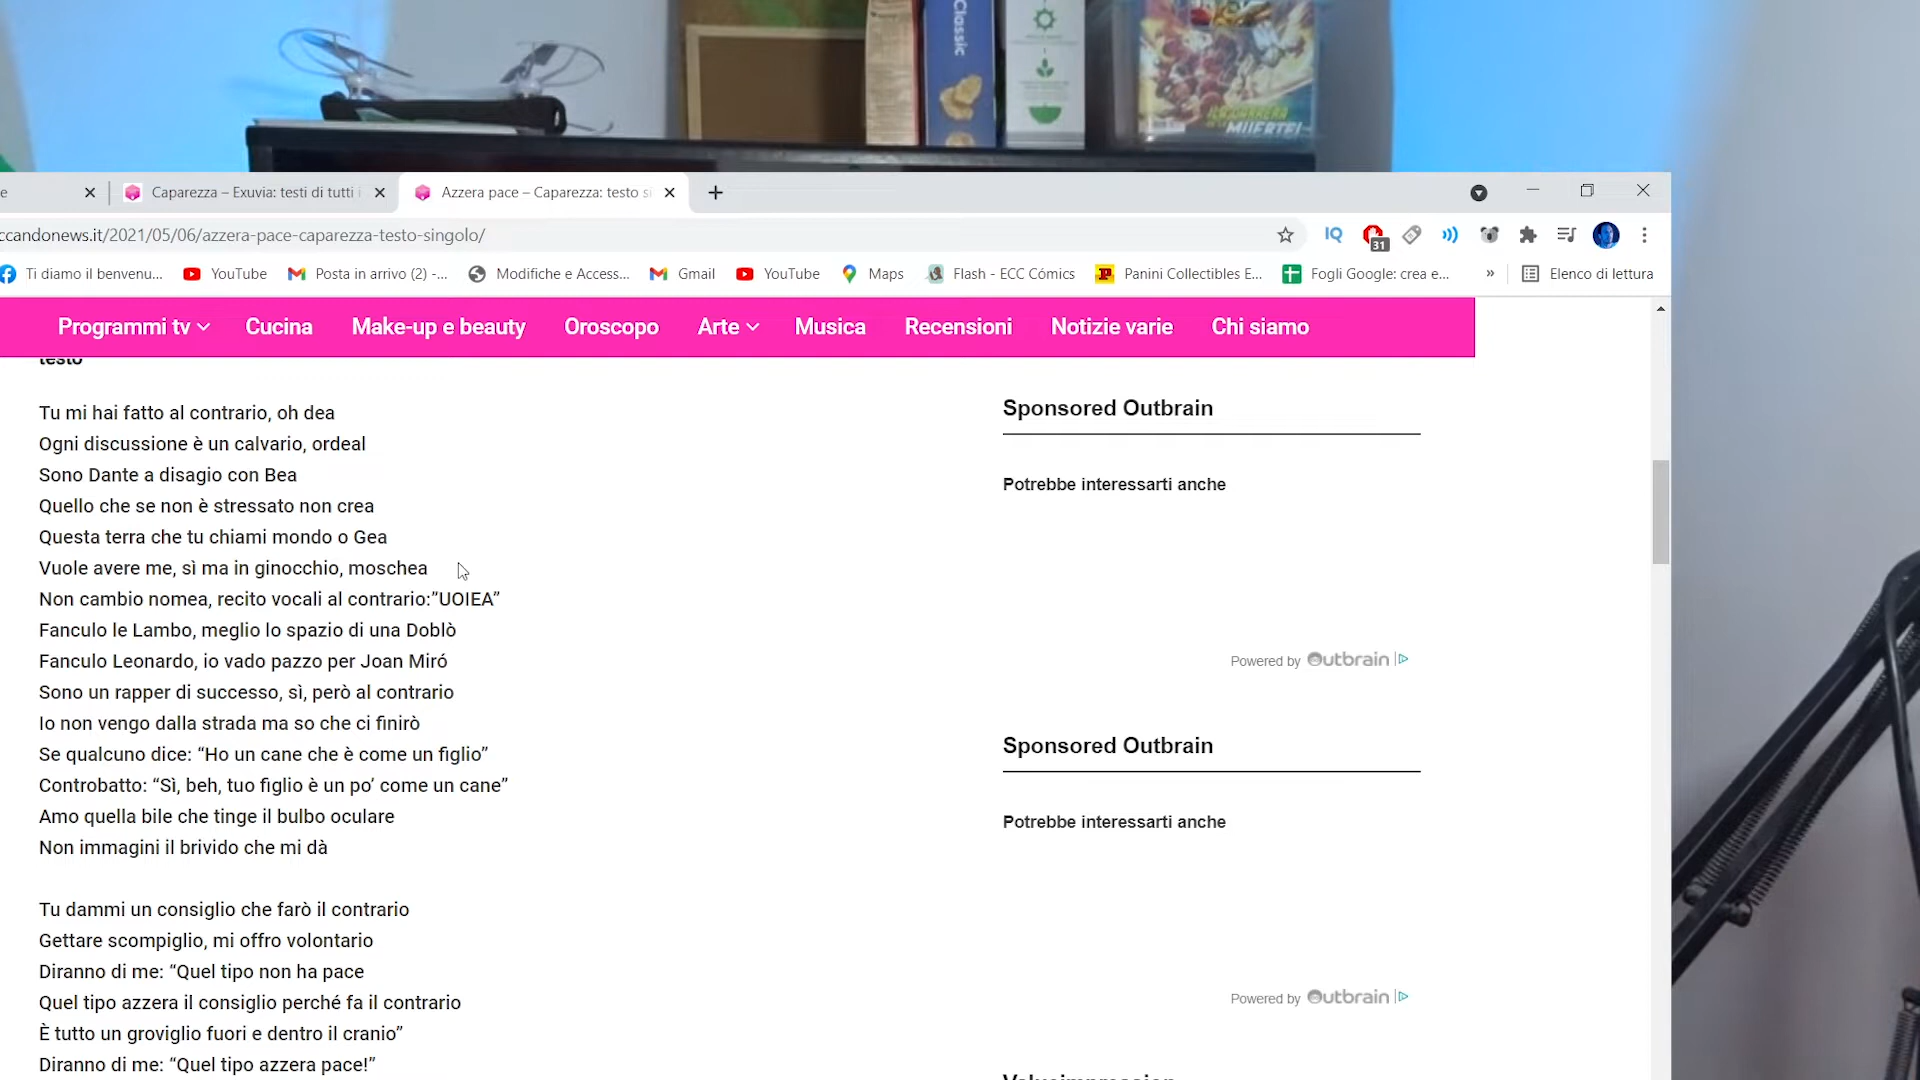 Classic
MUERTE!
e
Caparezza – Exuvia: testi di tutti i
Azzera pace – Caparezza: testo si
ccandonews.it/2021/05/06/azzera-pace-caparezza-testo-singolo/
IQ
31
Ti diamo il benvenu...
YouTube
Posta in arrivo (2) -...
Modifiche e Access...
Gmail
YouTube
Maps
Flash - ECC Cómics
Panini Collectibles E...
Fogli Google: crea e...
»
Elenco di lettura
Programmi tv
Cucina
Make-up e beauty
Oroscopo
Arte
Musica
Recensioni
Notizie varie
Chi siamo
testo
Tu mi hai fatto al contrario, oh dea
Ogni discussione è un calvario, ordeal
Sono Dante a disagio con Bea
Quello che se non è stressato non crea
Questa terra che tu chiami mondo o Gea
Vuole avere me, sì ma in ginocchio, moschea
Non cambio nomea, recito vocali al contrario:”UOIEA”
Fanculo le Lambo, meglio lo spazio di una Doblò
Fanculo Leonardo, io vado pazzo per Joan Miró
Sono un rapper di successo, sì, però al contrario
Io non vengo dalla strada ma so che ci finirò
Se qualcuno dice: “Ho un cane che è come un figlio”
Controbatto: “Sì, beh, tuo figlio è un po’ come un cane”
Amo quella bile che tinge il bulbo oculare
Non immagini il brivido che mi dà
Tu dammi un consiglio che farò il contrario
Gettare scompiglio, mi offro volontario
Diranno di me: “Quel tipo non ha pace
Quel tipo azzera il consiglio perché fa il contrario
È tutto un groviglio fuori e dentro il cranio”
Diranno di me: “Quel tipo azzera pace!”
Sponsored Outbrain
Potrebbe interessarti anche
Powered by Outbrain
Sponsored Outbrain
Potrebbe interessarti anche
Powered by Outbrain
Valueimpression